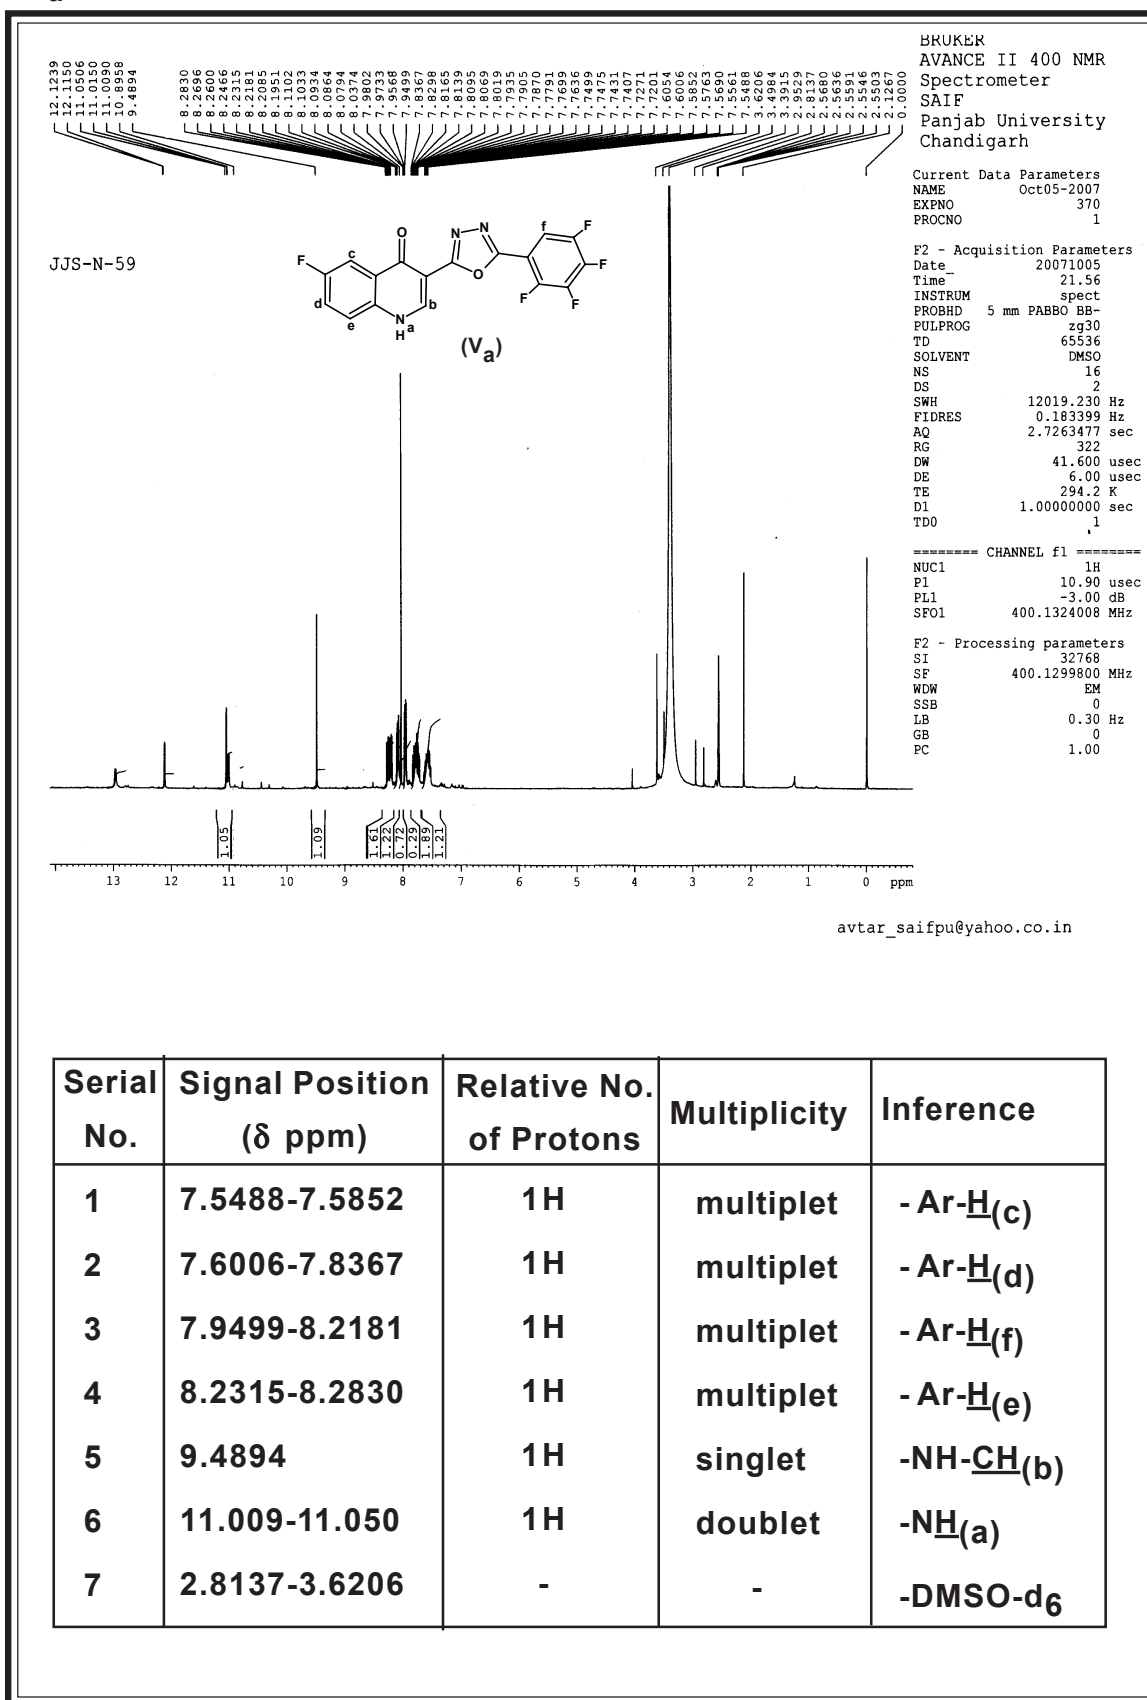 12.1239
12.1150
11.0506
11.0150
11.0090
10.8958
9.4894
8.2830
8.2696
8.2600
8.2466
8.2315
8.2181
8.2085
8.1951
8.1102
8.1033
8.0934
8.0864
8.0794
8.0374
7.9802
7.9733
7.9568
7.9499
7.8367
7.8298
7.8165
7.8139
7.8095
7.8069
7.8019
7.7935
7.7905
7.7870
7.7791
7.7699
7.7636
7.7499
7.7475
7.7431
7.7407
7.7271
7.7201
7.6054
7.6006
7.5852
7.5763
7.5690
7.5561
7.5488
3.6206
3.4984
3.3915
2.9529
2.8137
2.5680
2.5636
2.5591
2.5546
2.5503
2.1267
0.0000
BRUKER
AVANCE II 400 NMR
Spectrometer
SAIF
Panjab University
Chandigarh
Current Data Parameters
NAME Oct05-2007
EXPNO 370
PROCNO 1
F2 - Acquisition Parameters
Date_ 20071005
Time 21.56
INSTRUM spect
PROBHD 5 mm PABBO BB-
PULPROG zg30
TD 65536
SOLVENT DMSO
NS 16
DS 2
SWH 12019.230 Hz
FIDRES 0.183399 Hz
AQ 2.7263477 sec
RG 322
DW 41.600 usec
DE 6.00 usec
TE 294.2 K
D1 1.00000000 sec
TD0 1
======== CHANNEL f1 ========
NUC1 1H
P1 10.90 usec
PL1 -3.00 dB
SFO1 400.1324008 MHz
F2 - Processing parameters
SI 32768
SF 400.1299800 MHz
WDW EM
SSB 0
LB 0.30 Hz
GB 0
PC 1.00
JJS-N-59
F c O N N O f F F F F
d e N H a b
(Va)
1.05 1.09 1.61 1.22 0.72 0.29 1.89 1.21
13 12 11 10 9 8 7 6 5 4 3 2 1 0 ppm
avtar_saifpu@yahoo.co.in
Serial No. Signal Position (δ ppm) Relative No. of Protons Multiplicity Inference
1 7.5488-7.5852 1H multiplet - Ar-H(c)
2 7.6006-7.8367 1H multiplet - Ar-H(d)
3 7.9499-8.2181 1H multiplet - Ar-H(f)
4 8.2315-8.2830 1H multiplet - Ar-H(e)
5 9.4894 1H singlet -NH-CH(b)
6 11.009-11.050 1H doublet -NH(a)
7 2.8137-3.6206 - - -DMSO-d6